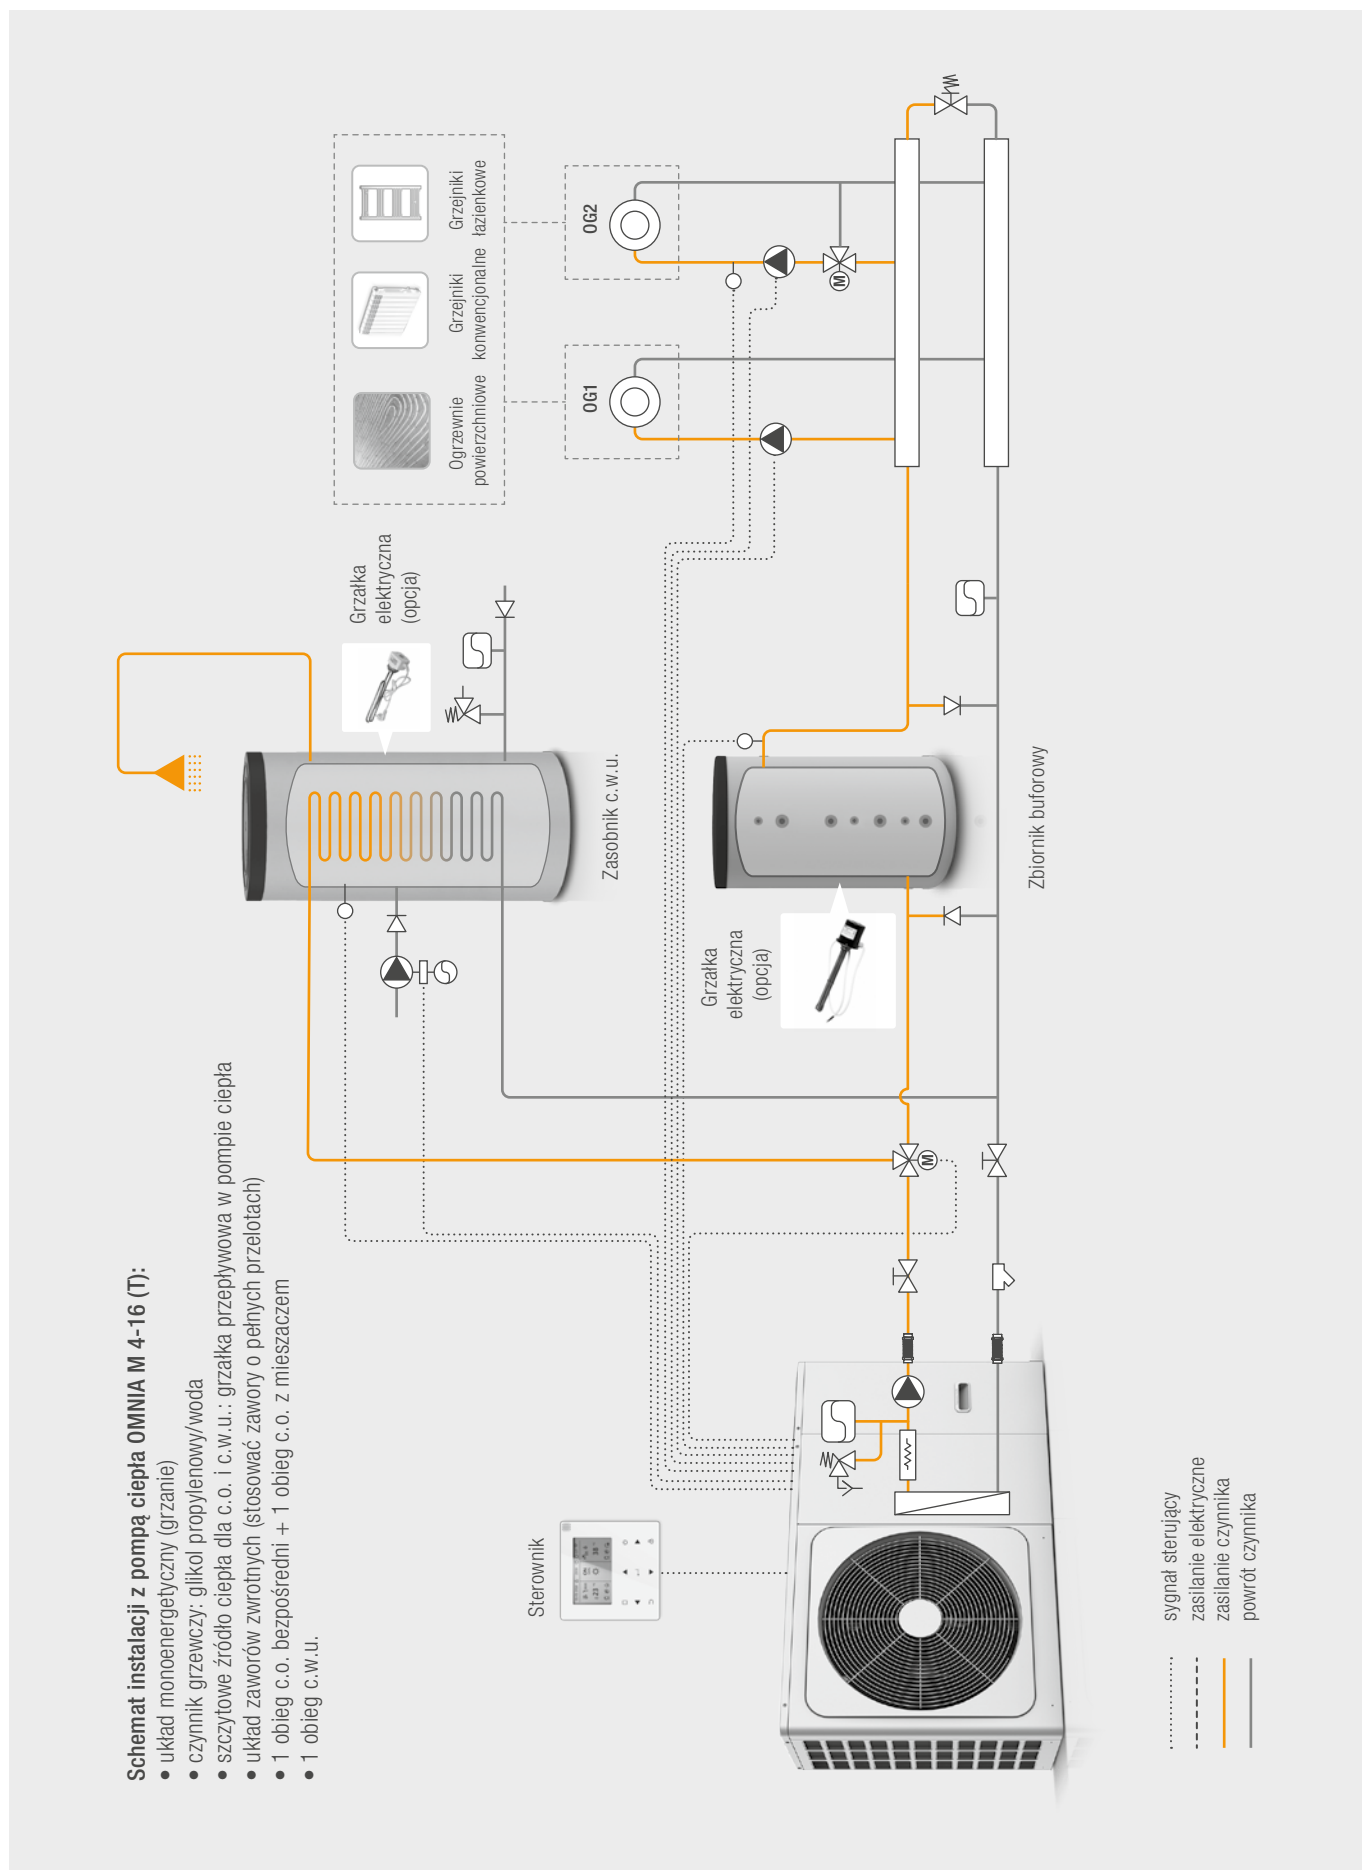 Schemat instalacji z pompą ciepła OMNIA M 4-16 (T):
• układ monoenergetyczny (grzanie)
• czynnik grzewczy: glikol propylenowy/woda
• szczytowe źródło ciepła dla c.o. i c.w.u.: grzałka przepływowa w pompie ciepła
• układ zaworów zwrotnych (stosować zawory o pełnych przelotach)
• 1 obieg c.o. bezpośredni + 1 obieg c.o. z mieszaczem
• 1 obieg c.w.u.
Grzałka
elektryczna
(opcja)
Zasobnik c.w.u.
Ogrzewnie
powierzchniowe
Grzejniki
konwencjonalne
Grzejniki
łazienkowe
OG1
OG2
M
Sterownik
Grzałka
elektryczna
(opcja)
M
Zbiornik buforowy
sygnał sterujący
zasilanie elektryczne
zasilanie czynnika
powrót czynnika